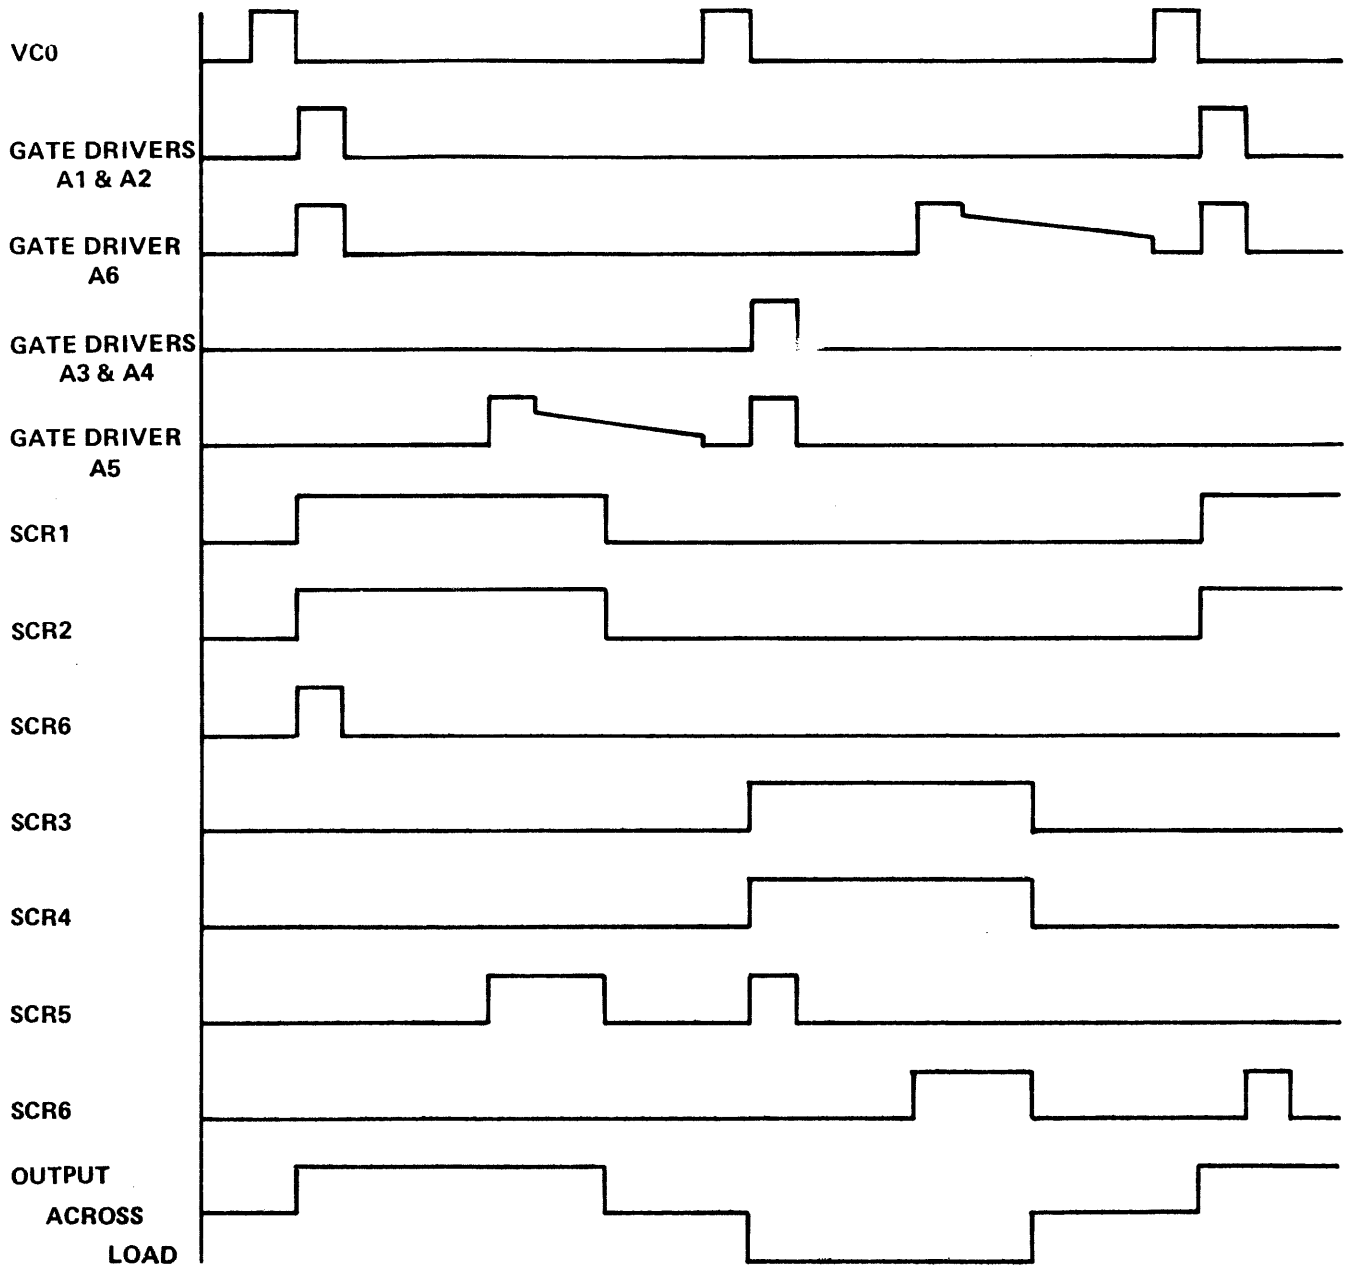 VCO
GATE DRIVERS
A1 & A2
GATE DRIVER
A6
GATE DRIVERS
A3 & A4
GATE DRIVER
A5
SCR1
SCR2
SCR6
SCR3
SCR4
SCR5
SCR6
OUTPUT
ACROSS
LOAD